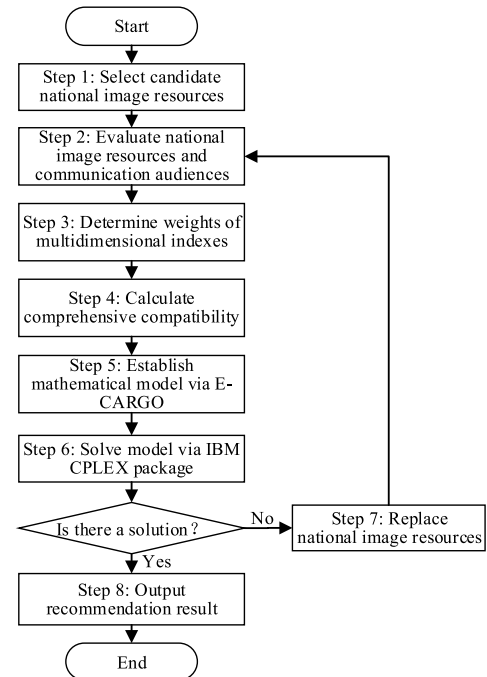 Start
Step 1: Select candidate
national image resources
Step 2: Evaluate national
image resources and
communication audiences
Step 3: Determine weights of
multidimensional indexes
Step 4: Calculate
comprehensive compatibility
Step 5: Establish
mathematical model via E-
CARGO
Step 6: Solve model via IBM
CPLEX package
Is there a solution?
No
Step 7: Replace
national image resources
Yes
Step 8: Output
recommendation result
End